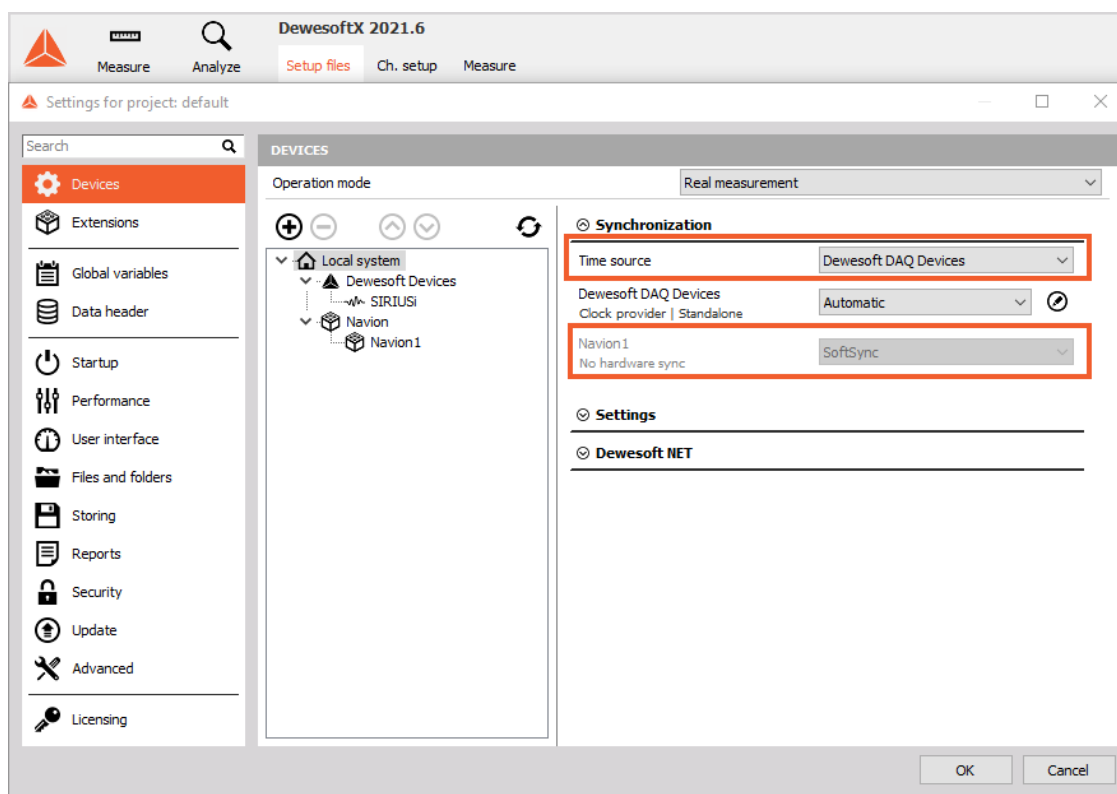 DewesoftX 2021.6
Measure
Analyze
Setup files
Ch. setup
Measure
Settings for project: default
Search
Devices
Extensions
Global variables
Data header
Startup
Performance
User interface
Files and folders
Storing
Reports
Security
Update
Advanced
Licensing
DEVICES
Operation mode
Real measurement
Local system
Dewesoft Devices
SIRIUSi
Navion
Navion1
Synchronization
Time source
Dewesoft DAQ Devices
Dewesoft DAQ Devices
Clock provider | Standalone
Automatic
Navion1
No hardware sync
SoftSync
Settings
Dewesoft NET
OK
Cancel